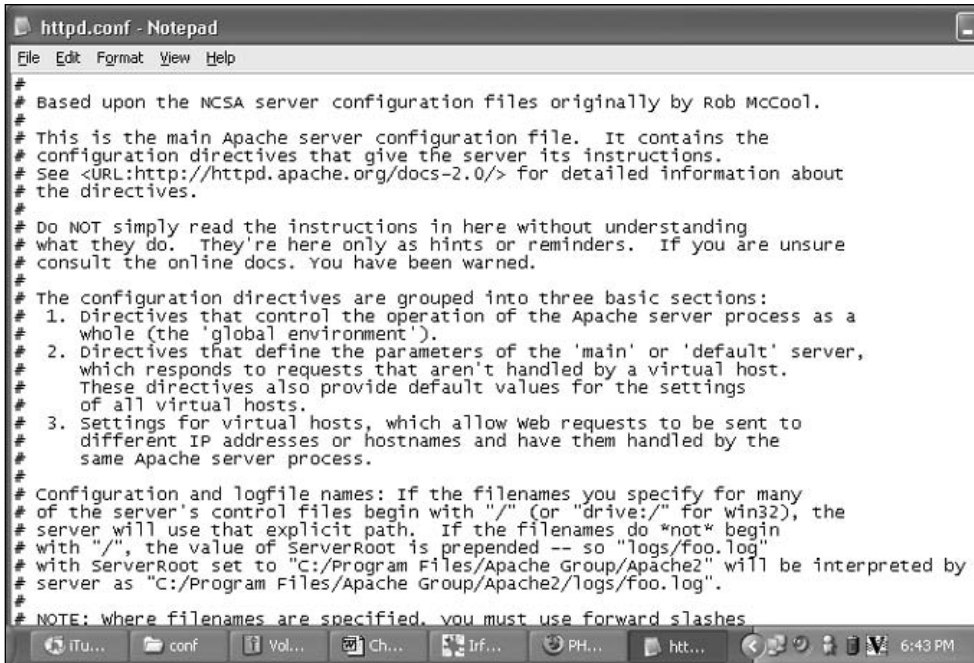 httpd.conf - Notepad
File Edit Format View Help
#
# Based upon the NCSA server configuration files originally by Rob McCool.
#
# This is the main Apache server configuration file.  It contains the
# configuration directives that give the server its instructions.
# See <URL:http://httpd.apache.org/docs-2.0/> for detailed information about
# the directives.
#
# Do NOT simply read the instructions in here without understanding
# what they do.  They're here only as hints or reminders.  If you are unsure
# consult the online docs. You have been warned.
#
# The configuration directives are grouped into three basic sections:
#  1. Directives that control the operation of the Apache server process as a
#     whole (the 'global environment').
#  2. Directives that define the parameters of the 'main' or 'default' server,
#     which responds to requests that aren't handled by a virtual host.
#     These directives also provide default values for the settings
#     of all virtual hosts.
#  3. Settings for virtual hosts, which allow Web requests to be sent to
#     different IP addresses or hostnames and have them handled by the
#     same Apache server process.
#
# Configuration and logfile names: If the filenames you specify for many
# of the server's control files begin with "/" (or "drive:/" for Win32), the
# server will use that explicit path.  If the filenames do *not* begin
# with "/", the value of ServerRoot is prepended -- so "logs/foo.log"
# with ServerRoot set to "C:/Program Files/Apache Group/Apache2" will be interpreted by
# server as "C:/Program Files/Apache Group/Apache2/logs/foo.log".
#
# NOTE: Where filenames are specified, you must use forward slashes
iTu... conf Vol... Ch... Irf... PH... htt... 6:43 PM